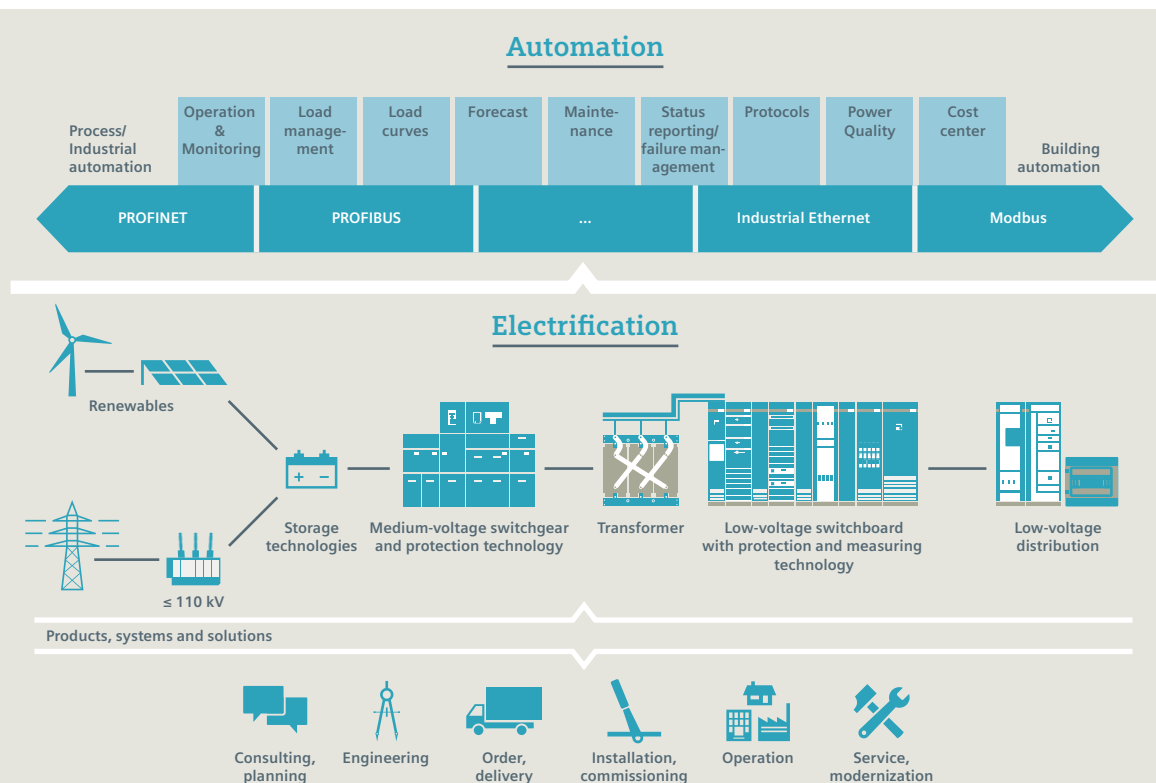 Automation
Process/
Industrial
automation
Operation
&
Monitoring
Load
manage-
ment
Load
curves
Forecast
Mainte-
nance
Status
reporting/
failure man-
agement
Protocols
Power
Quality
Cost
center
Building
automation
PROFINET
PROFIBUS
...
Industrial Ethernet
Modbus
Electrification
Renewables
≤ 110 kV
Storage
technologies
Medium-voltage switchgear
and protection technology
Transformer
Low-voltage switchboard
with protection and measuring
technology
Low-voltage
distribution
Products, systems and solutions
Consulting,
planning
Engineering
Order,
delivery
Installation,
commissioning
Operation
Service,
modernization